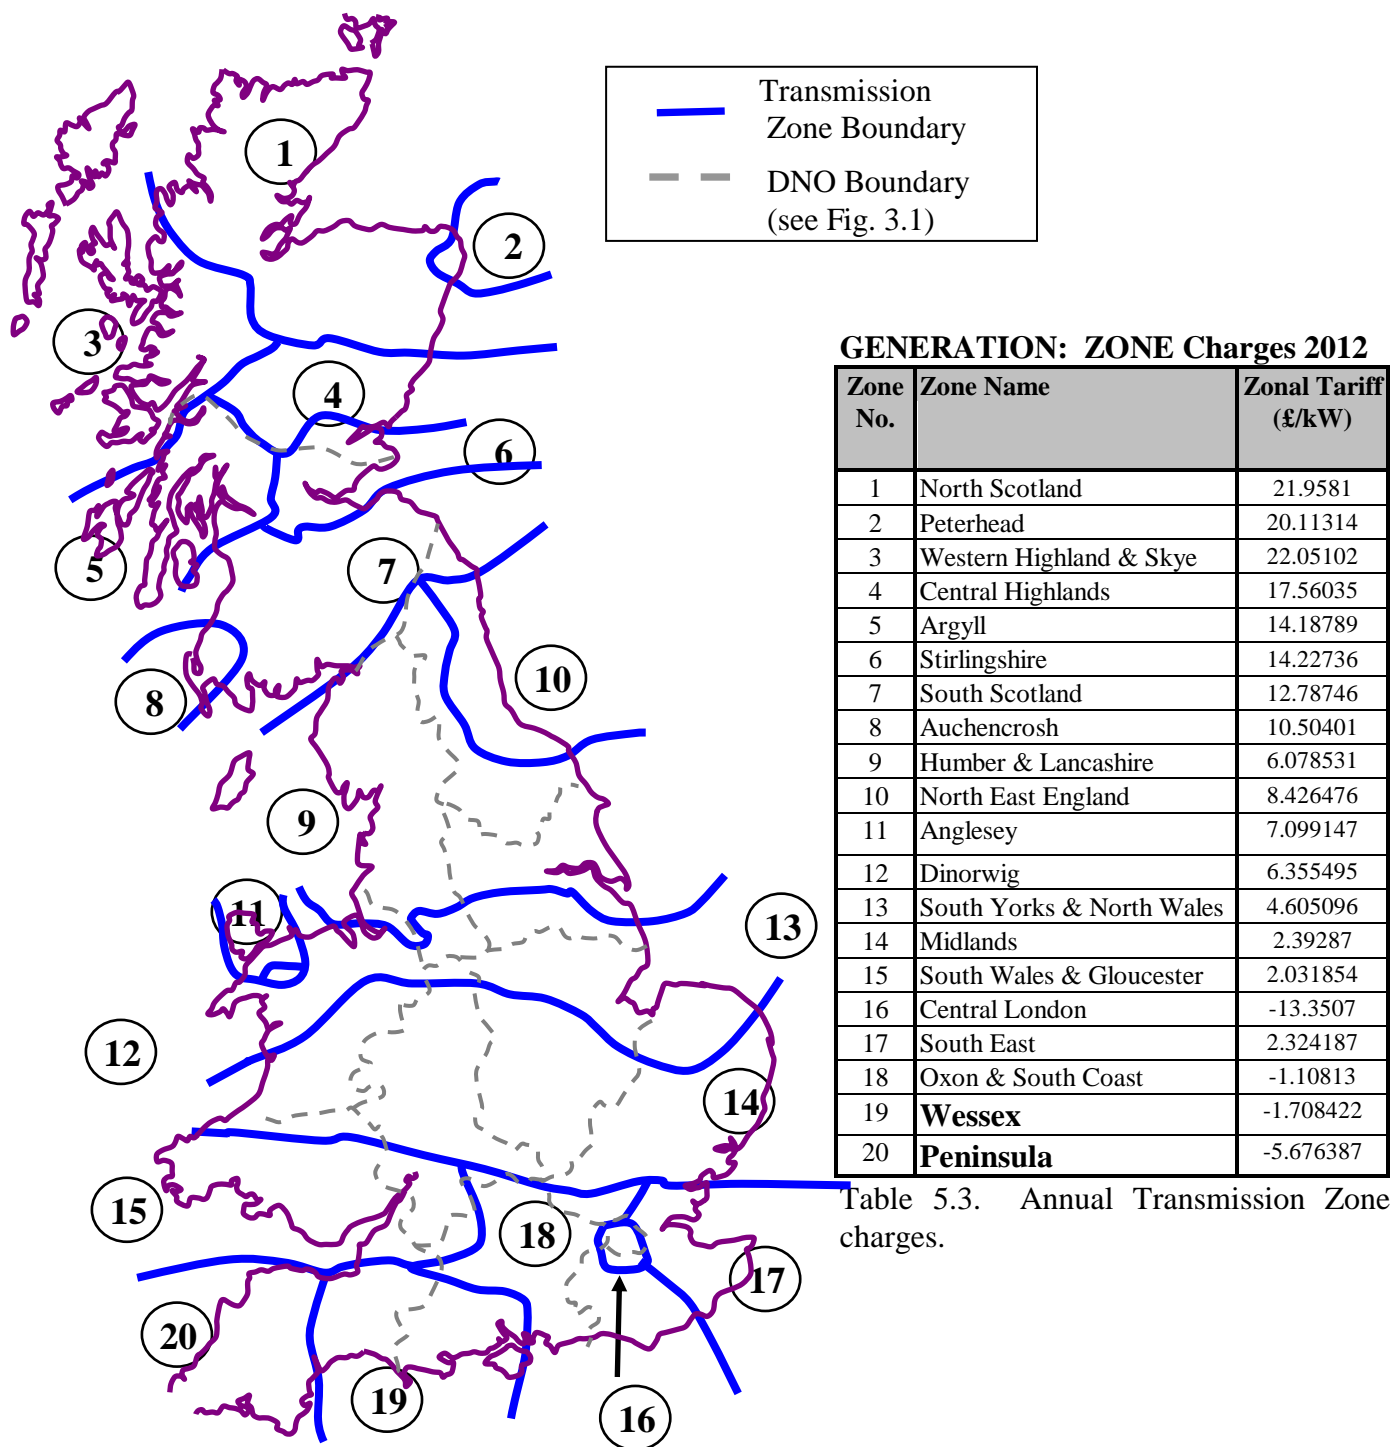 Transmission
Zone Boundary
DNO Boundary
(see Fig. 3.1)
1
2
3
4
6
5
7
8
10
9
11
13
12
14
15
18
17
20
19
16
GENERATION: ZONE Charges 2012
Zone No. Zone Name Zonal Tariff (£/kW)
1 North Scotland 21.9581
2 Peterhead 20.11314
3 Western Highland & Skye 22.05102
4 Central Highlands 17.56035
5 Argyll 14.18789
6 Stirlingshire 14.22736
7 South Scotland 12.78746
8 Auchencrosh 10.50401
9 Humber & Lancashire 6.078531
10 North East England 8.426476
11 Anglesey 7.099147
12 Dinorwig 6.355495
13 South Yorks & North Wales 4.605096
14 Midlands 2.39287
15 South Wales & Gloucester 2.031854
16 Central London -13.3507
17 South East 2.324187
18 Oxon & South Coast -1.10813
19 Wessex -1.708422
20 Peninsula -5.676387
Table 5.3. Annual Transmission Zone
charges.